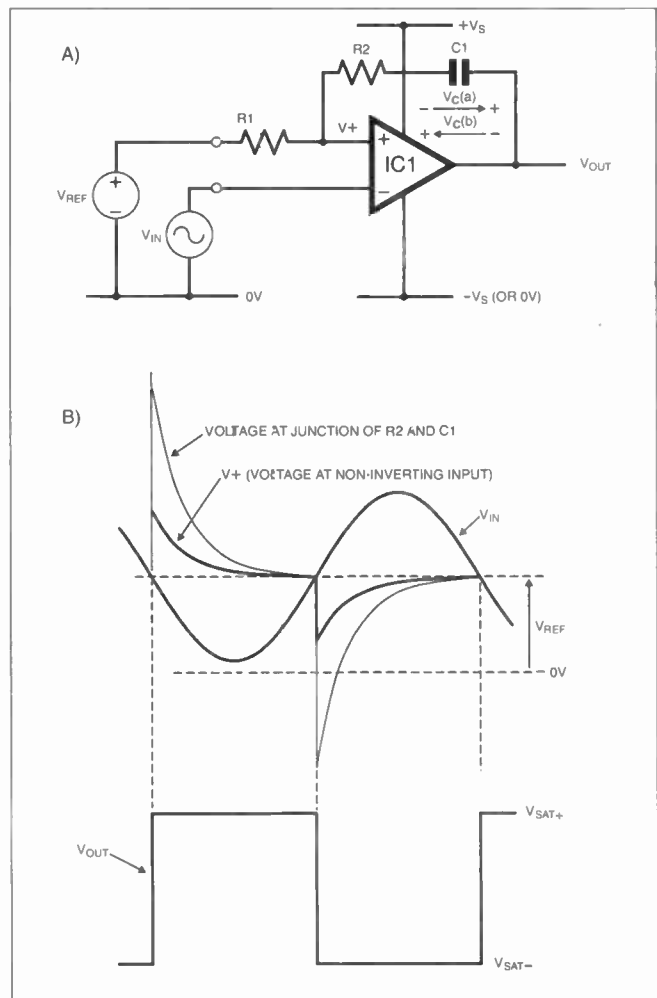 A)
+VS
R2
C1
VC(a)
− +
VC(b)
+ −
R1
V+
+
IC1
−
VOUT
VREF
+
−
VIN
0V
−VS (OR 0V)
B)
VOLTAGE AT JUNCTION OF R2 AND C1
V+ (VOLTAGE AT NON-INVERTING INPUT)
VIN
VREF
0V
VOUT
VSAT+
VSAT−